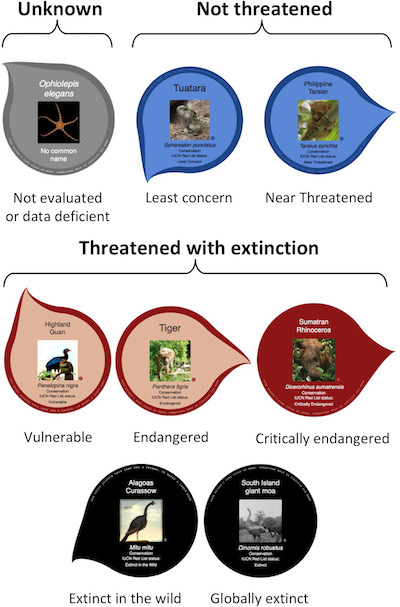 Unknown
Not threatened
Ophiolepis
elegans
No common
name
Tuatara
Sphenodon punctatus
Conservation
IUCN Red List status:
Least Concern
Philippine
Tarsier
Tarsius syrichta
Conservation
IUCN Red List status:
Near Threatened
Not evaluated
or data deficient
Least concern
Near Threatened
Threatened with extinction
Highland
Guan
Penelopina nigra
Conservation
IUCN Red List status:
Vulnerable
Tiger
Panthera tigris
Conservation
IUCN Red List status:
Endangered
Sumatran
Rhinoceros
Dicerorhinus sumatrensis
Conservation
IUCN Red List status:
Critically Endangered
Vulnerable
Endangered
Critically endangered
Alagoas
Curassow
Mitu mitu
Conservation
IUCN Red List status:
Extinct in the Wild
South Island
giant moa
Dinornis robustus
Conservation
IUCN Red List status:
Extinct
Extinct in the wild
Globally extinct